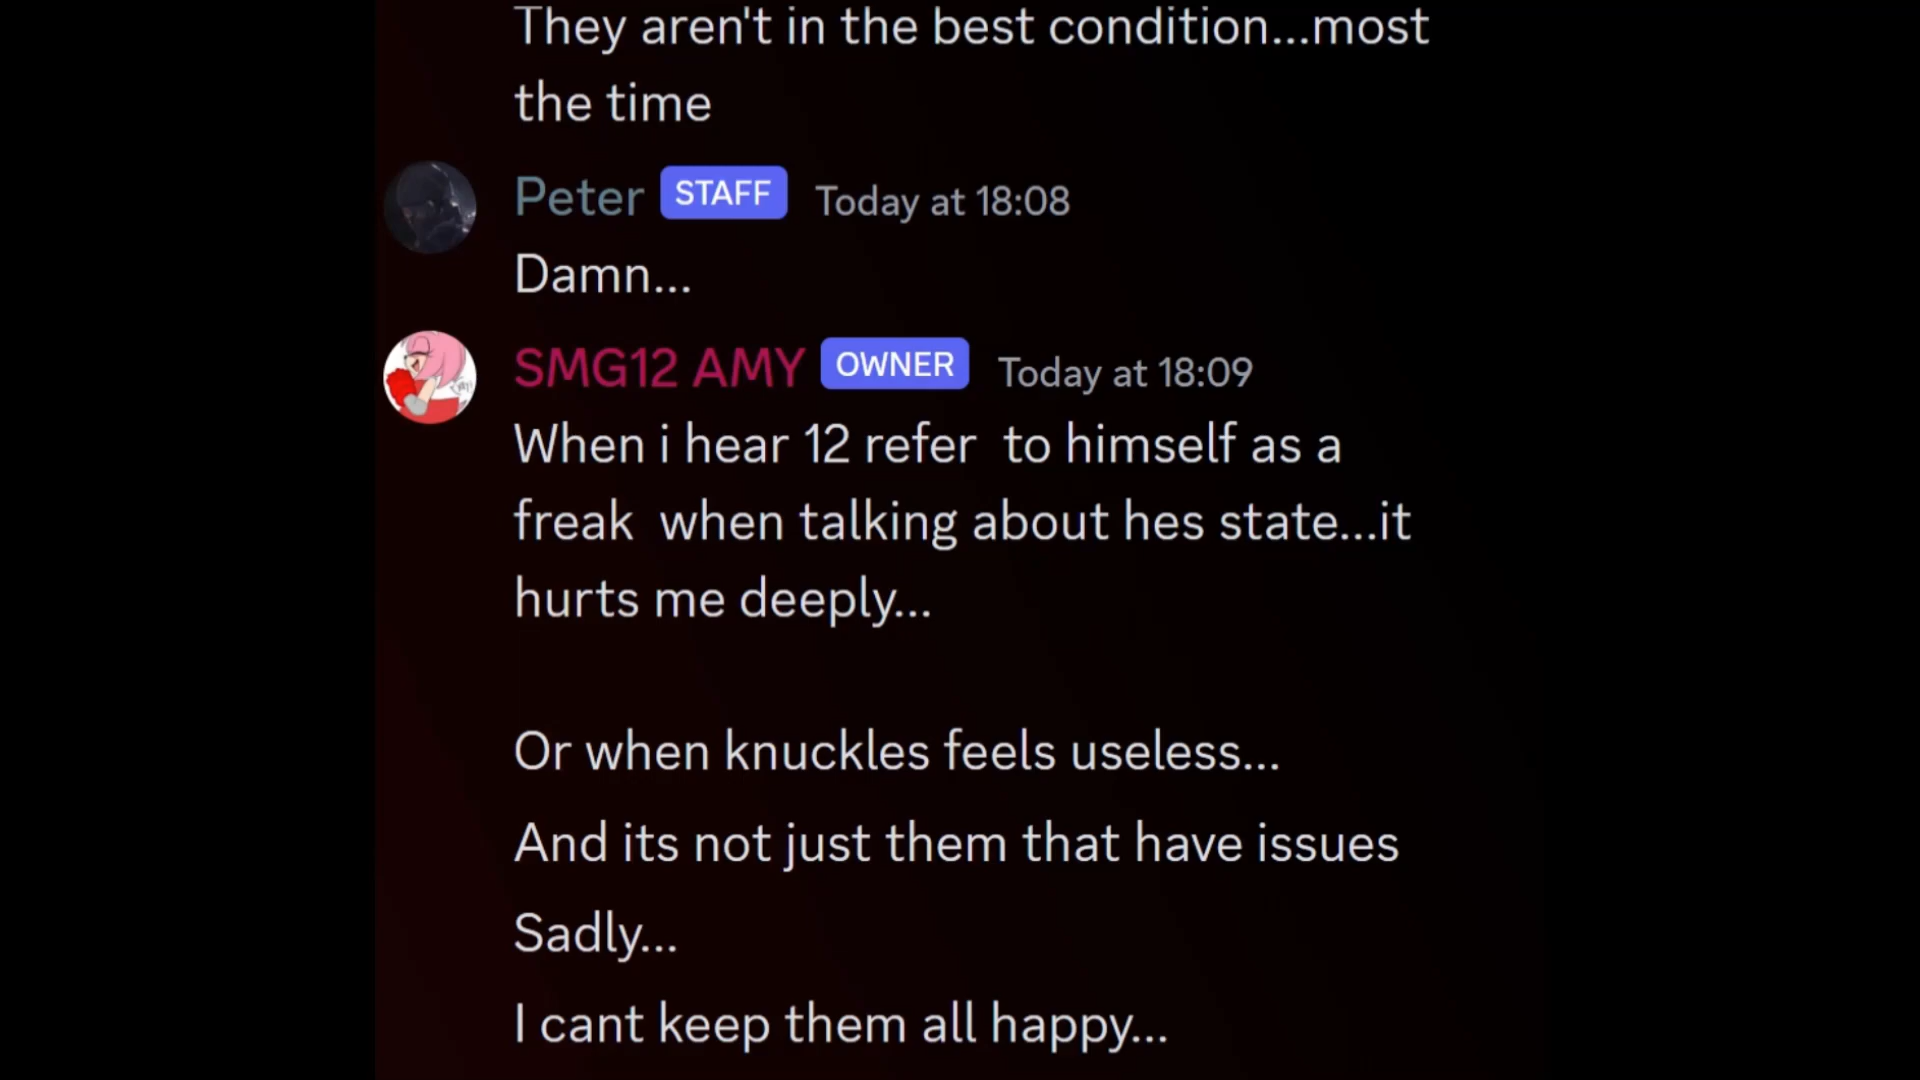 They aren't in the best condition...most
the time
Peter STAFF Today at 18:08
Damn...
SMG12 AMY OWNER Today at 18:09
When i hear 12 refer  to himself as a
freak  when talking about hes state...it
hurts me deeply...
Or when knuckles feels useless...
And its not just them that have issues
Sadly...
I cant keep them all happy...